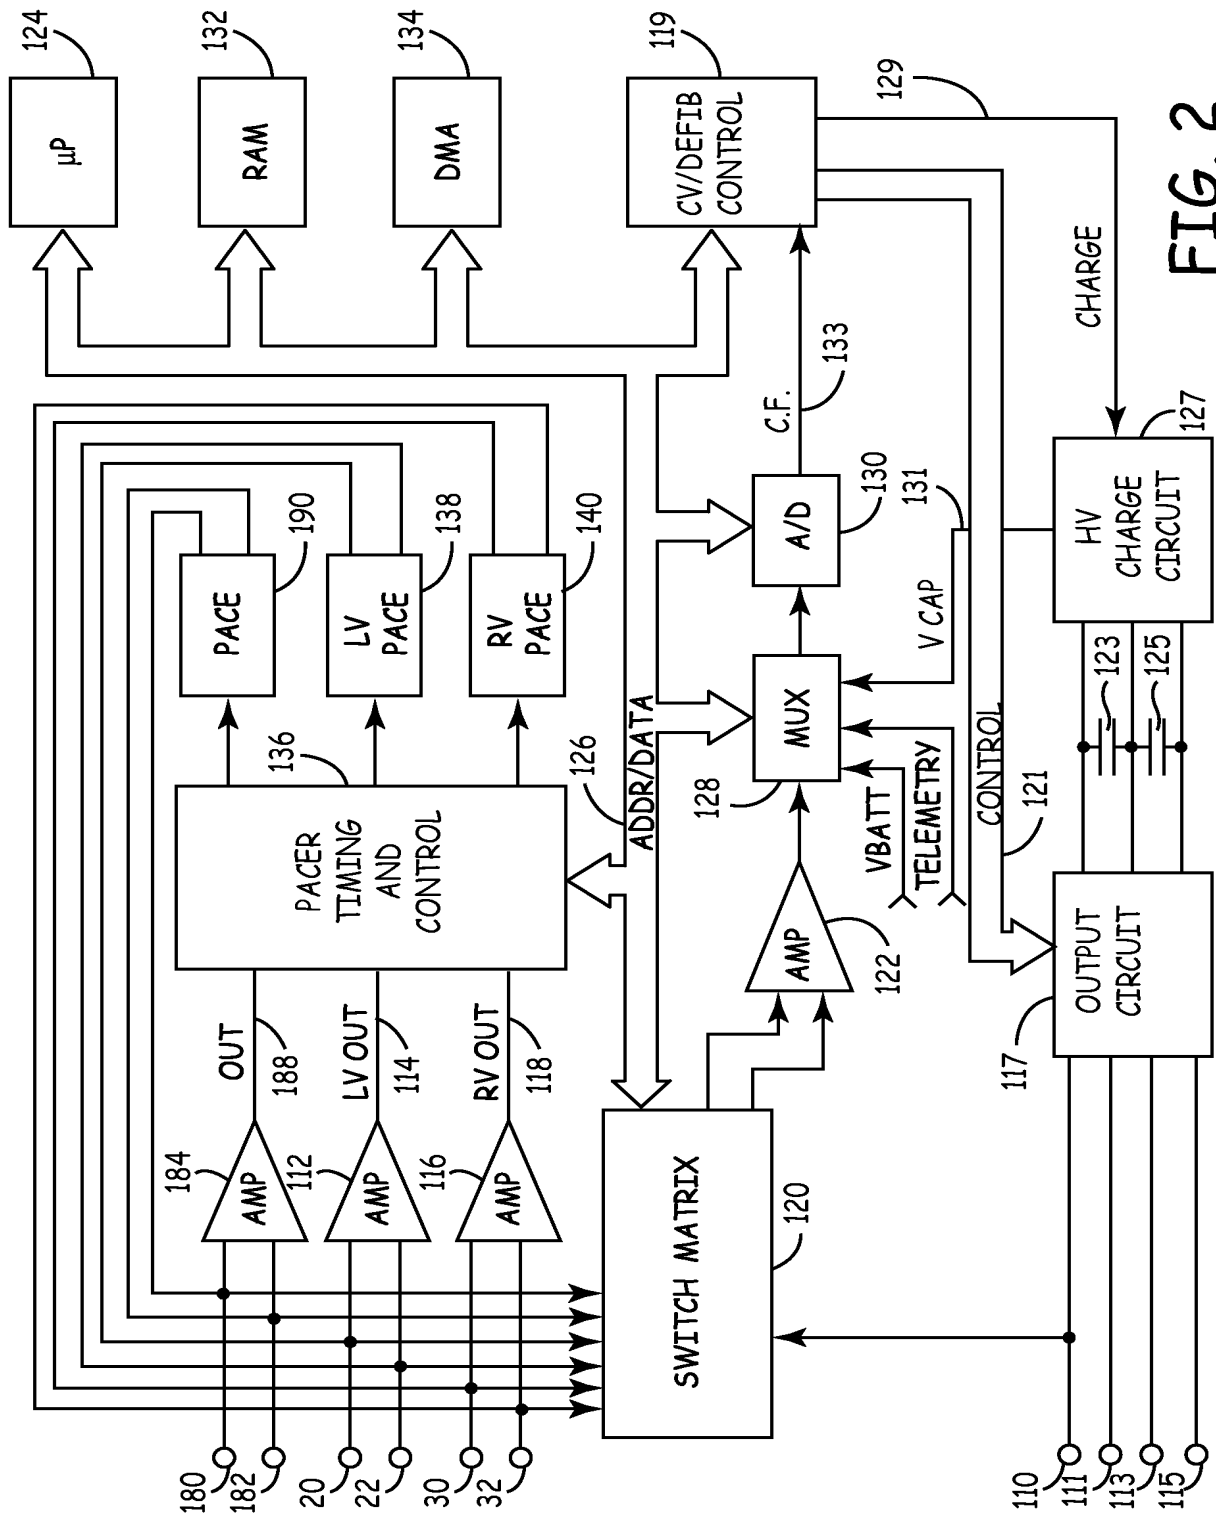 124
132
134
119
129
μP
RAM
DMA
CV/DEFIB
CONTROL
FIG. 2
CHARGE
C.F.
133
190
138
140
130
131
127
PACE
LV
PACE
RV
PACE
A/D
HV
CHARGE
CIRCUIT
V CAP
123
125
136
126
ADDR/DATA
128
MUX
CONTROL
121
PACER
TIMING
AND
CONTROL
VBATT
TELEMETRY
AMP
122
OUTPUT
CIRCUIT
117
OUT
188
LV OUT
114
RV OUT
118
184
112
116
AMP
AMP
AMP
SWITCH MATRIX
120
180
182
20
22
30
32
110
111
113
115